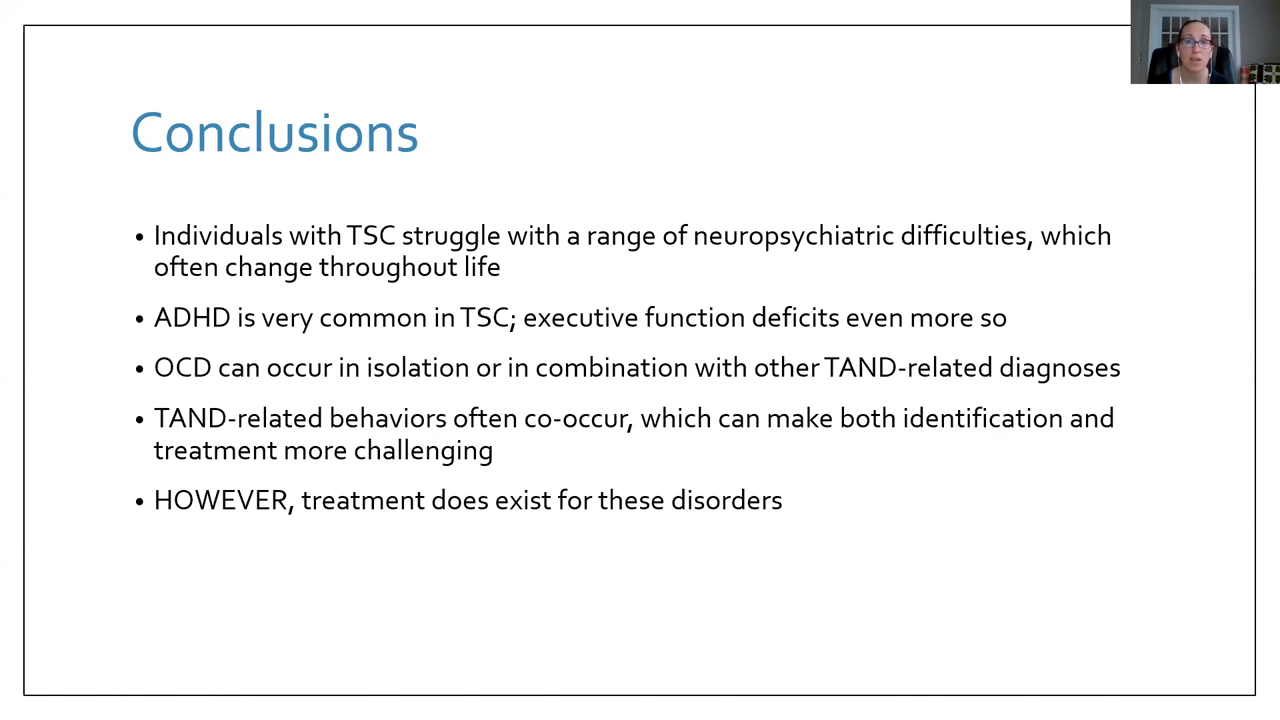 Conclusions
• Individuals with TSC struggle with a range of neuropsychiatric difficulties, which
often change throughout life
• ADHD is very common in TSC; executive function deficits even more so
• OCD can occur in isolation or in combination with other TAND-related diagnoses
• TAND-related behaviors often co-occur, which can make both identification and
treatment more challenging
• HOWEVER, treatment does exist for these disorders